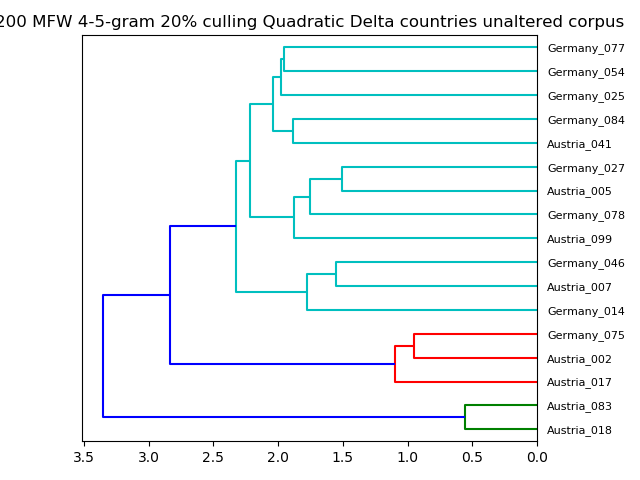 200 MFW 4-5-gram 20% culling Quadratic Delta countries unaltered corpus
Germany_077
Germany_054
Germany_025
Germany_084
Austria_041
Germany_027
Austria_005
Germany_078
Austria_099
Germany_046
Austria_007
Germany_014
Germany_075
Austria_002
Austria_017
Austria_083
Austria_018
3.5 3.0 2.5 2.0 1.5 1.0 0.5 0.0